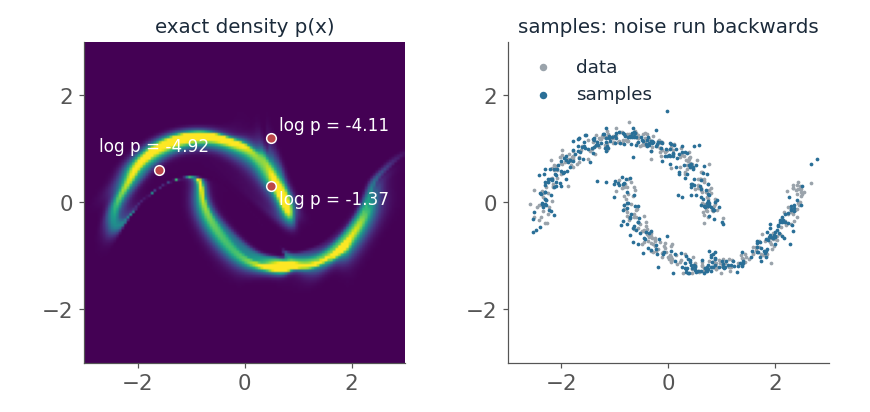 exact density p(x)
2
0
−2
−2
0
2
log p = -4.11
log p = -4.92
log p = -1.37
samples: noise run backwards
data
samples
2
0
−2
−2
0
2